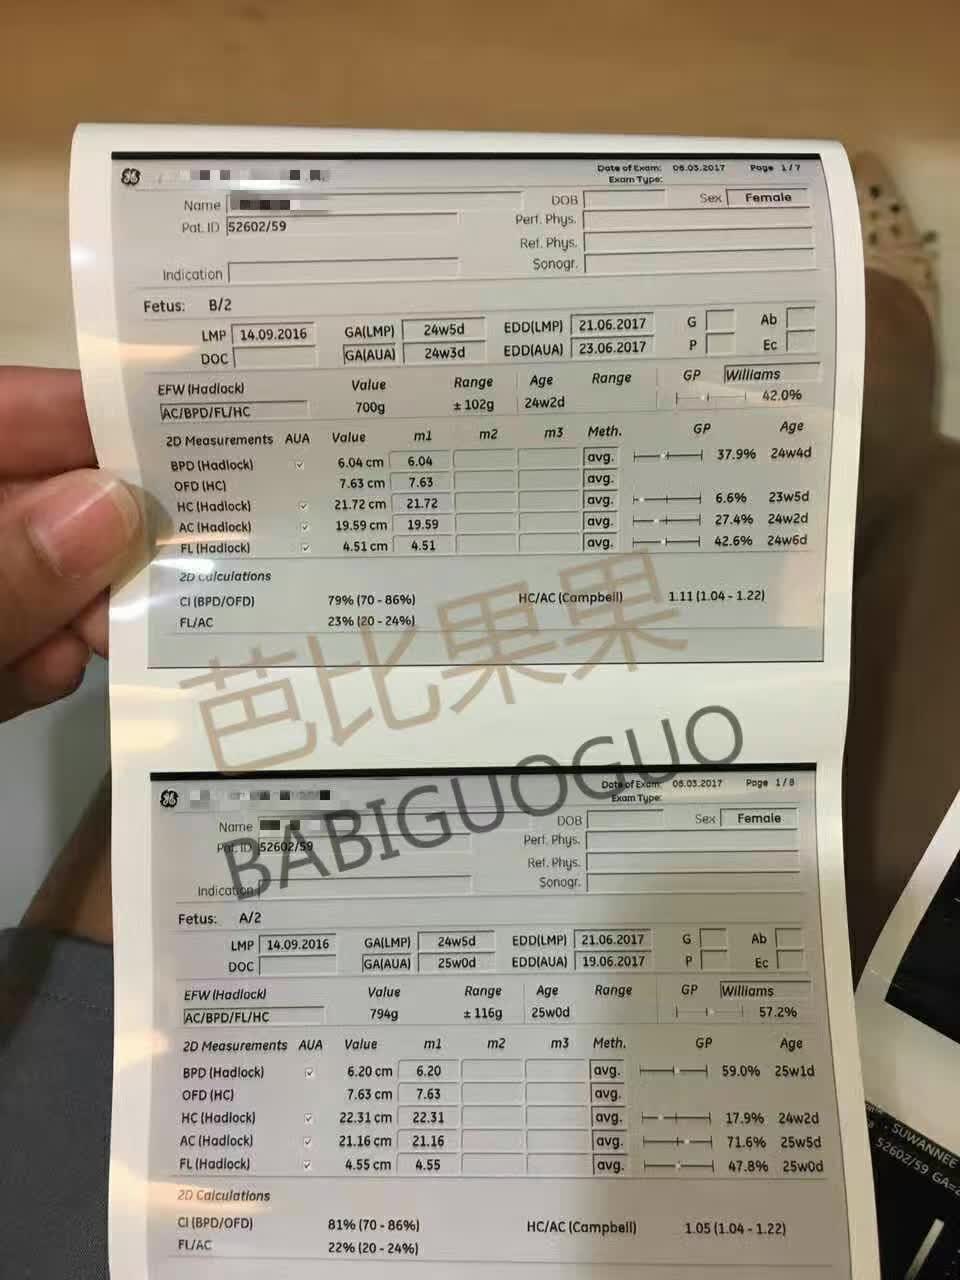 Date of Exam: 06.03.2017 Page 1/7
Exam Type:
Name DOB Sex Female
Pat. ID 52602/59 Perf. Phys.
Ref. Phys.
Indication Sonogr.
Fetus: B/2
LMP 14.09.2016 GA(LMP) 24w5d EDD(LMP) 21.06.2017 G Ab
DOC GA(AUA) 24w3d EDD(AUA) 23.06.2017 P Ec
EFW (Hadlock) Value Range Age Range GP Williams
AC/BPD/FL/HC 700g ± 102g 24w2d 42.0%
2D Measurements AUA Value m1 m2 m3 Meth. GP Age
BPD (Hadlock) 6.04 cm 6.04 avg. 37.9% 24w4d
OFD (HC) 7.63 cm 7.63 avg.
HC (Hadlock) 21.72 cm 21.72 avg. 6.6% 23w5d
AC (Hadlock) 19.59 cm 19.59 avg. 27.4% 24w2d
FL (Hadlock) 4.51 cm 4.51 avg. 42.6% 24w6d
2D Calculations
CI (BPD/OFD) 79% (70 - 86%) HC/AC (Campbell) 1.11 (1.04 - 1.22)
FL/AC 23% (20 - 24%)
芭比果果
BABIGUOGUO
Date of Exam: 06.03.2017 Page 1/8
Exam Type:
Name DOB Sex Female
Pat. ID 52602/59 Perf. Phys.
Ref. Phys.
Indication Sonogr.
Fetus: A/2
LMP 14.09.2016 GA(LMP) 24w5d EDD(LMP) 21.06.2017 G Ab
DOC GA(AUA) 25w0d EDD(AUA) 19.06.2017 P Ec
EFW (Hadlock) Value Range Age Range GP Williams
AC/BPD/FL/HC 794g ± 116g 25w0d 57.2%
2D Measurements AUA Value m1 m2 m3 Meth. GP Age
BPD (Hadlock) 6.20 cm 6.20 avg. 59.0% 25w1d
OFD (HC) 7.63 cm 7.63 avg.
HC (Hadlock) 22.31 cm 22.31 avg. 17.9% 24w2d
AC (Hadlock) 21.16 cm 21.16 avg. 71.6% 25w5d
FL (Hadlock) 4.55 cm 4.55 avg. 47.8% 25w0d
2D Calculations
CI (BPD/OFD) 81% (70 - 86%) HC/AC (Campbell) 1.05 (1.04 - 1.22)
FL/AC 22% (20 - 24%)
SUWANNEE
52602/59 GA=2